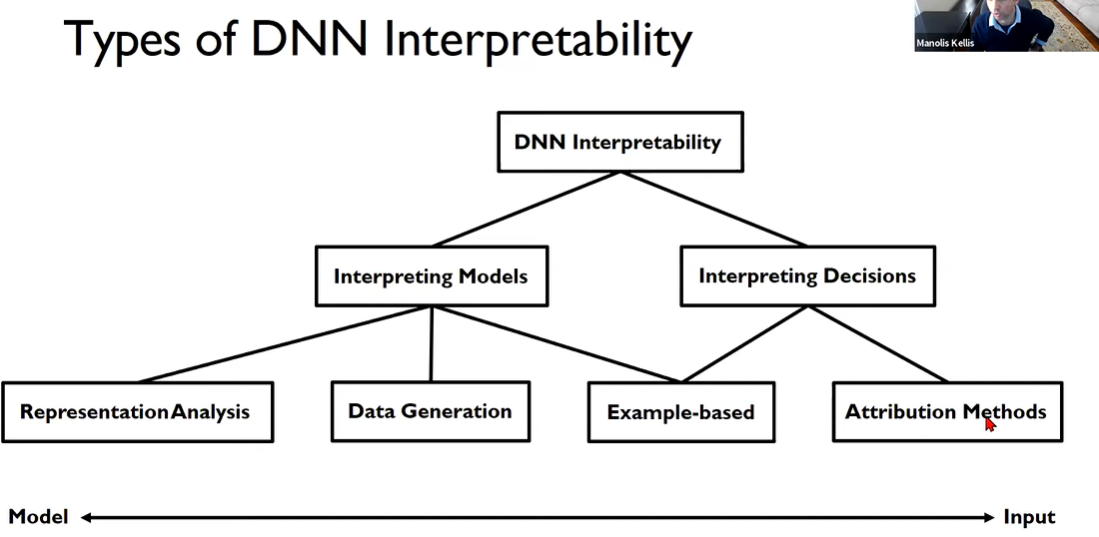 Types of DNN Interpretability
Manolis Kellis
DNN Interpretability
Interpreting Models
Interpreting Decisions
Representation Analysis
Data Generation
Example-based
Attribution Methods
Model
Input